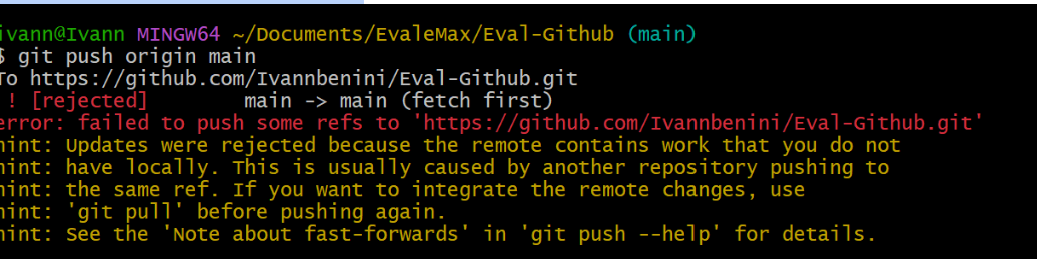 ivann@Ivann MINGW64 ~/Documents/EvaleMax/Eval-Github (main)
$ git push origin main
To https://github.com/Ivannbenini/Eval-Github.git
! [rejected]        main -> main (fetch first)
error: failed to push some refs to 'https://github.com/Ivannbenini/Eval-Github.git'
hint: Updates were rejected because the remote contains work that you do not
hint: have locally. This is usually caused by another repository pushing to
hint: the same ref. If you want to integrate the remote changes, use
hint: 'git pull' before pushing again.
hint: See the 'Note about fast-forwards' in 'git push --help' for details.